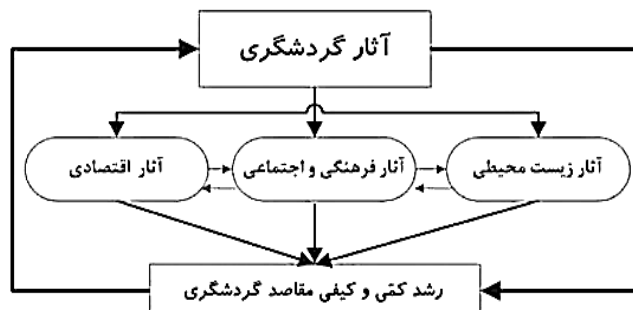 آثار گردشگری
آثار زیست محیطی
آثار فرهنگی و اجتماعی
آثار اقتصادی
رشد کمّی و کیفی مقاصد گردشگری